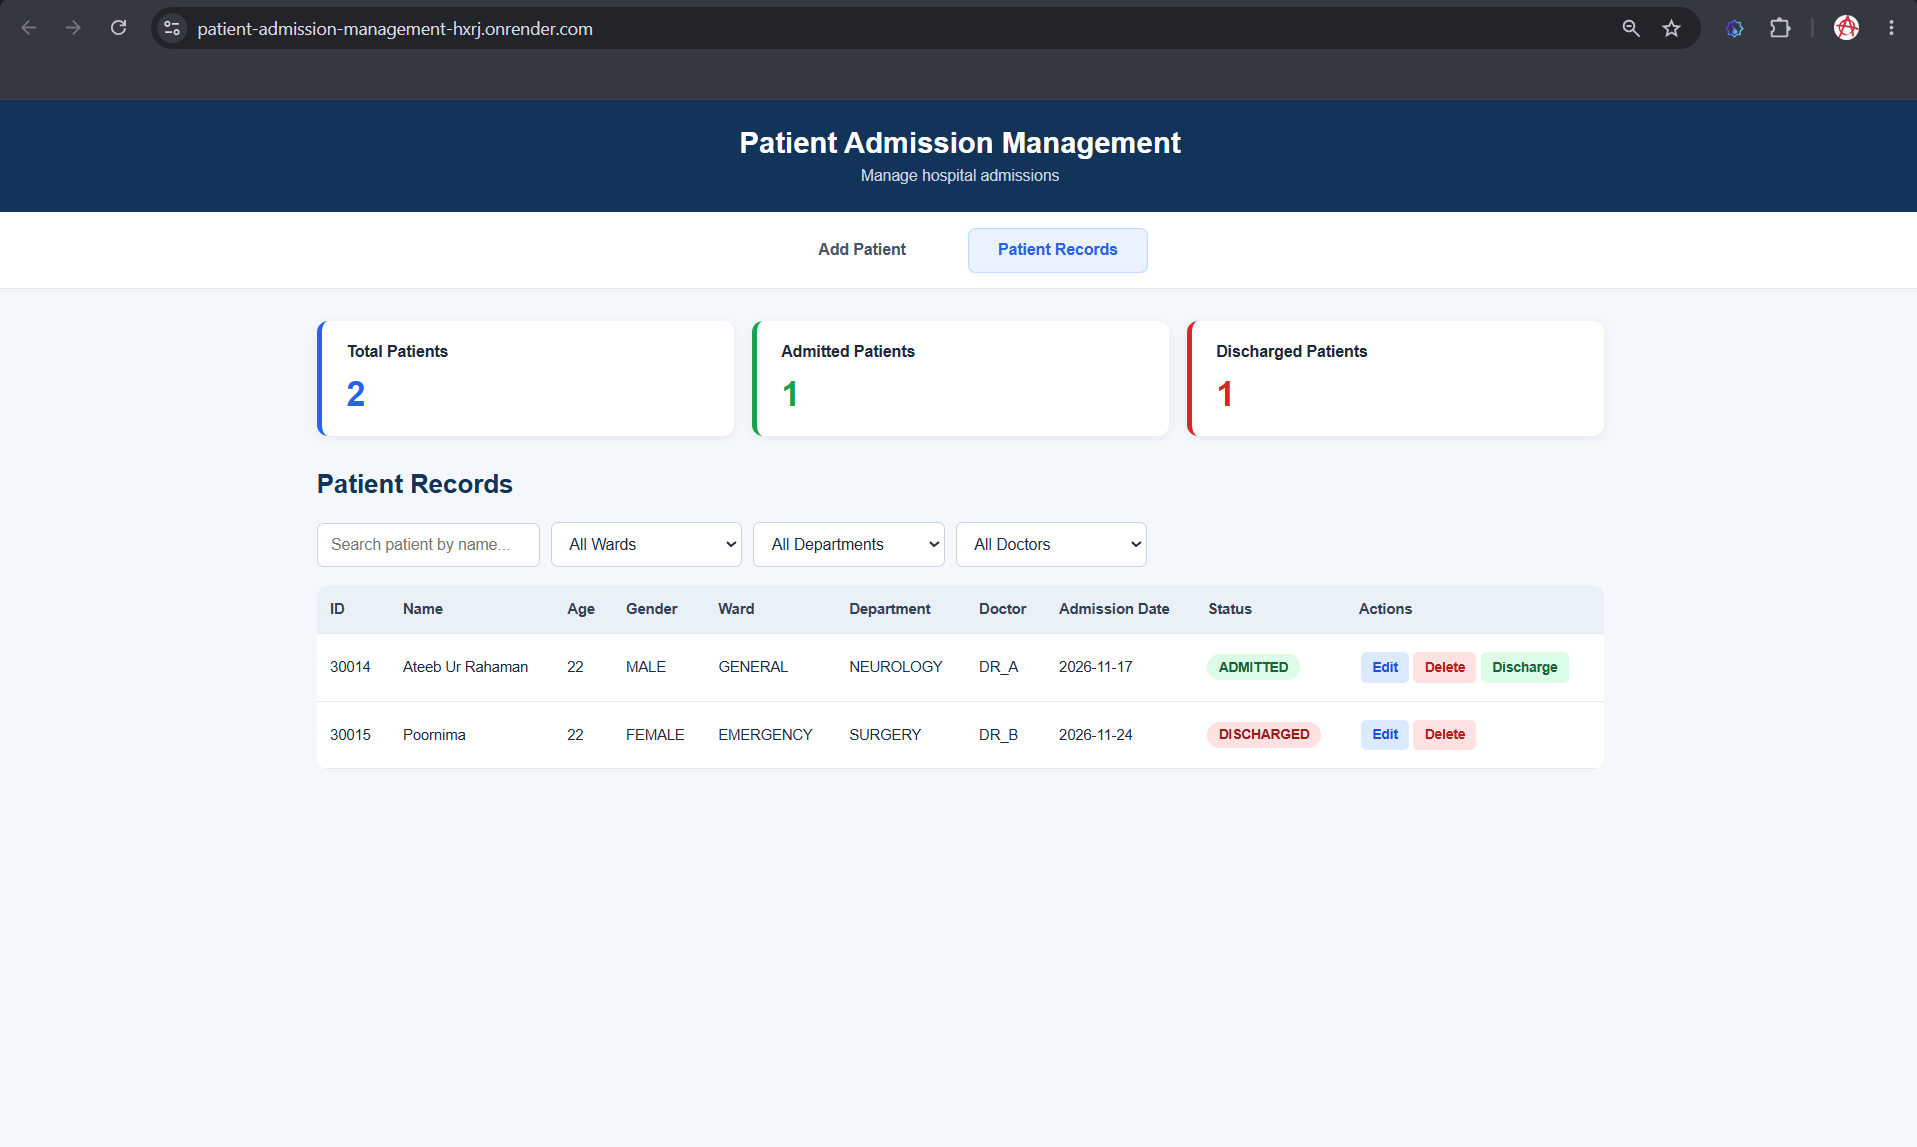 patient-admission-management-hxrj.onrender.com
Patient Admission Management
Manage hospital admissions
Add Patient Patient Records
Total Patients Admitted Patients Discharged Patients
2 1 1
Patient Records
Search patient by name... All Wards All Departments All Doctors
ID Name Age Gender Ward Department Doctor Admission Date Status Actions
30014 Ateeb Ur Rahaman 22 MALE GENERAL NEUROLOGY DR_A 2026-11-17 ADMITTED Edit Delete Discharge
30015 Poornima 22 FEMALE EMERGENCY SURGERY DR_B 2026-11-24 DISCHARGED Edit Delete